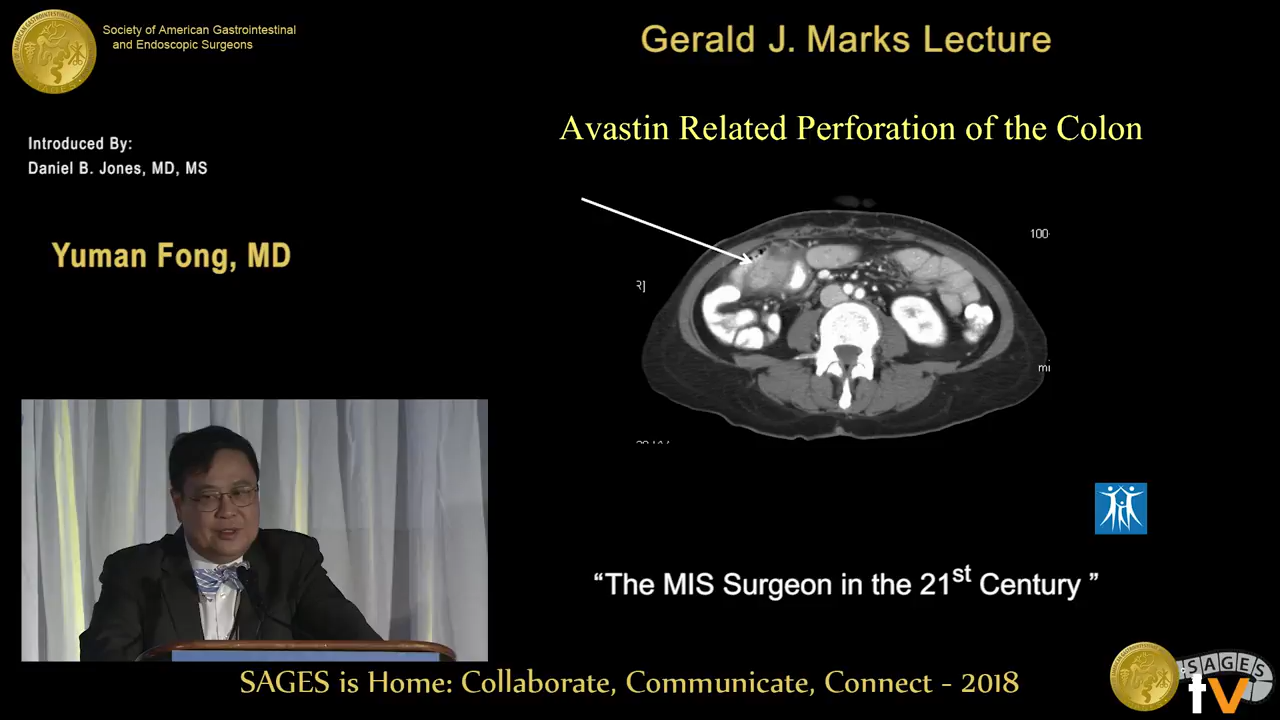 Society of American Gastrointestinal
and Endoscopic Surgeons
Gerald J. Marks Lecture
Introduced By:
Daniel B. Jones, MD, MS
Yuman Fong, MD
Avastin Related Perforation of the Colon
100
R]
mi
“The MIS Surgeon in the 21st Century ”
SAGES is Home: Collaborate, Communicate, Connect - 2018
SAGES
tv